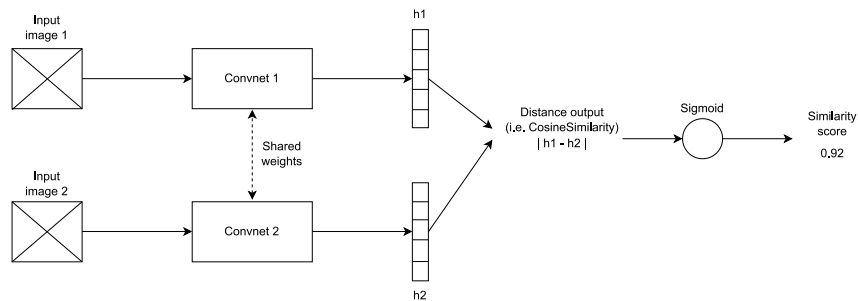 Input
image 1
Convnet 1
h1
Shared
weights
Input
image 2
Convnet 2
h2
Distance output
(i.e. CosineSimilarity)
| h1 - h2 |
Sigmoid
Similarity
score
0.92